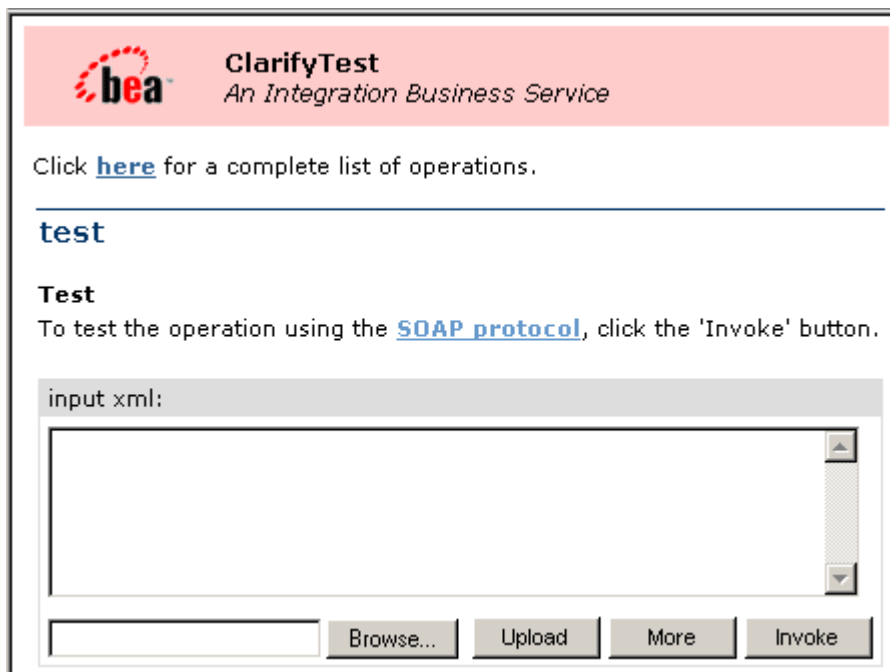 bea
ClarifyTest
An Integration Business Service
Click here for a complete list of operations.
test
Test
To test the operation using the SOAP protocol, click the 'Invoke' button.
input xml:
Browse... Upload More Invoke